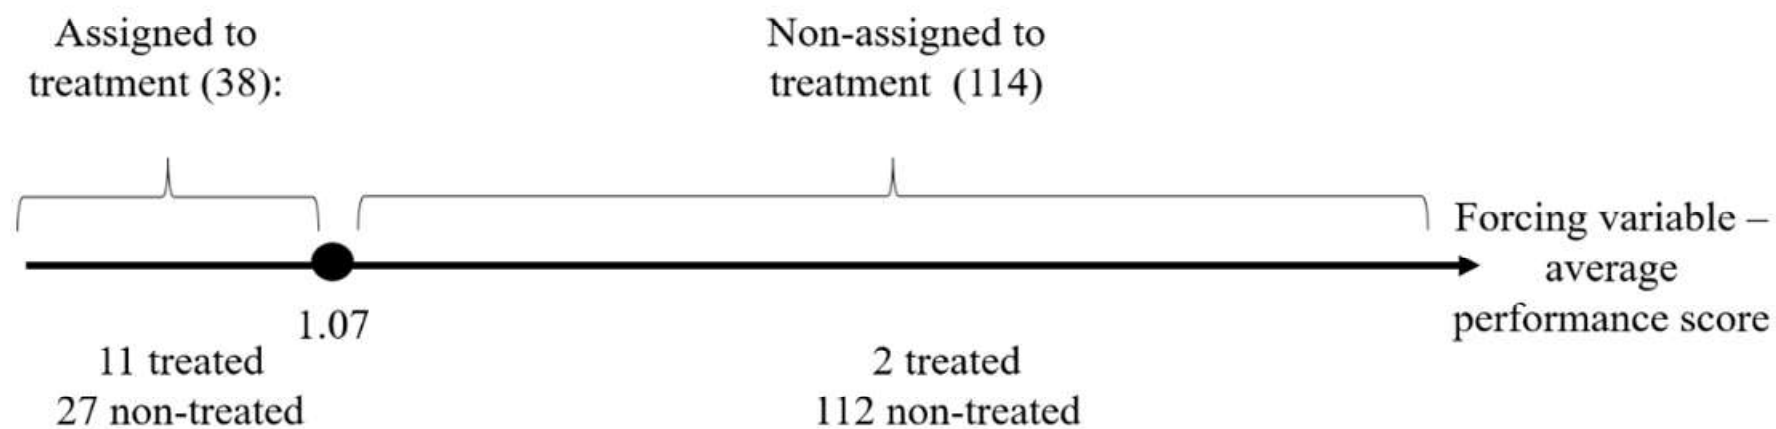 Assigned to
treatment (38):
Non-assigned to
treatment (114)
Forcing variable –
average
performance score
1.07
11 treated
27 non-treated
2 treated
112 non-treated